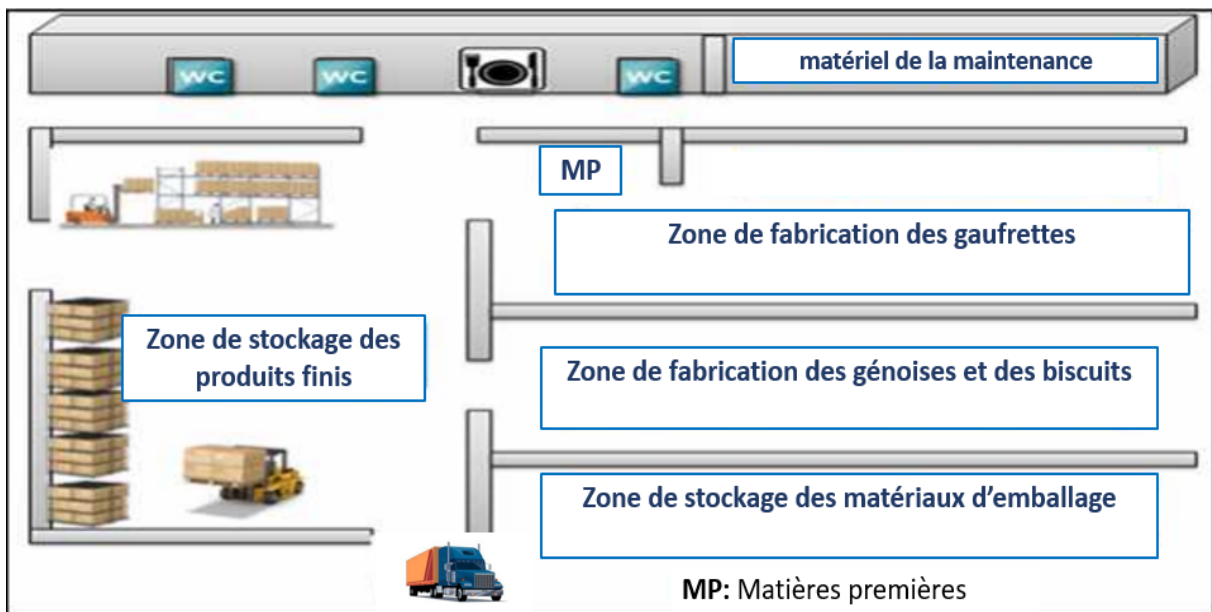 WC
WC
WC
matériel de la maintenance
MP
Zone de fabrication des gaufrettes
Zone de stockage des
produits finis
Zone de fabrication des génoises et des biscuits
Zone de stockage des matériaux d’emballage
MP: Matières premières